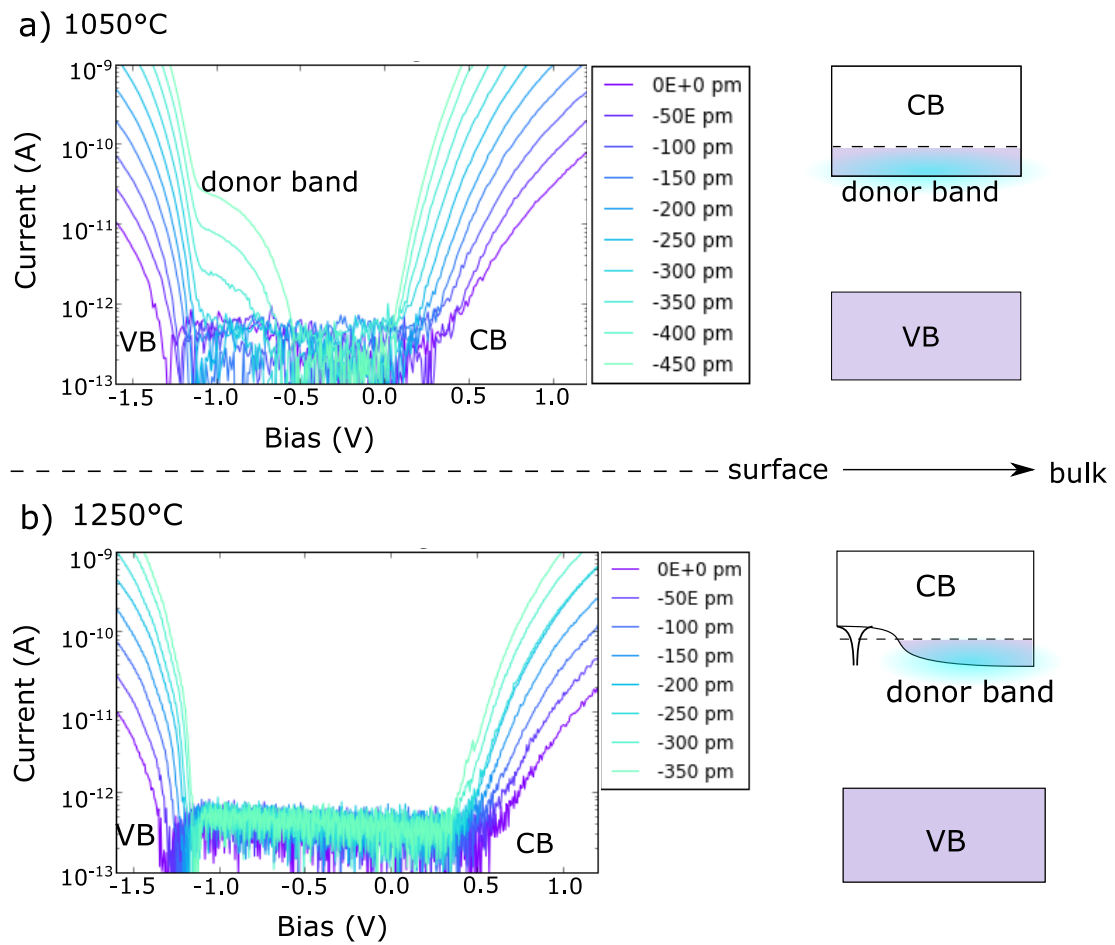 a) 1050°C
10⁻⁹
10⁻¹⁰
10⁻¹¹
10⁻¹²
10⁻¹³
Current (A)
donor band
VB
CB
-1.5 -1.0 -0.5 0.0 0.5 1.0
Bias (V)
0E+0 pm
-50E pm
-100 pm
-150 pm
-200 pm
-250 pm
-300 pm
-350 pm
-400 pm
-450 pm
CB
donor band
VB
surface bulk
b) 1250°C
10⁻⁹
10⁻¹⁰
10⁻¹¹
10⁻¹²
10⁻¹³
Current (A)
VB
CB
-1.5 -1.0 -0.5 0.0 0.5 1.0
Bias (V)
0E+0 pm
-50E pm
-100 pm
-150 pm
-200 pm
-250 pm
-300 pm
-350 pm
CB
donor band
VB